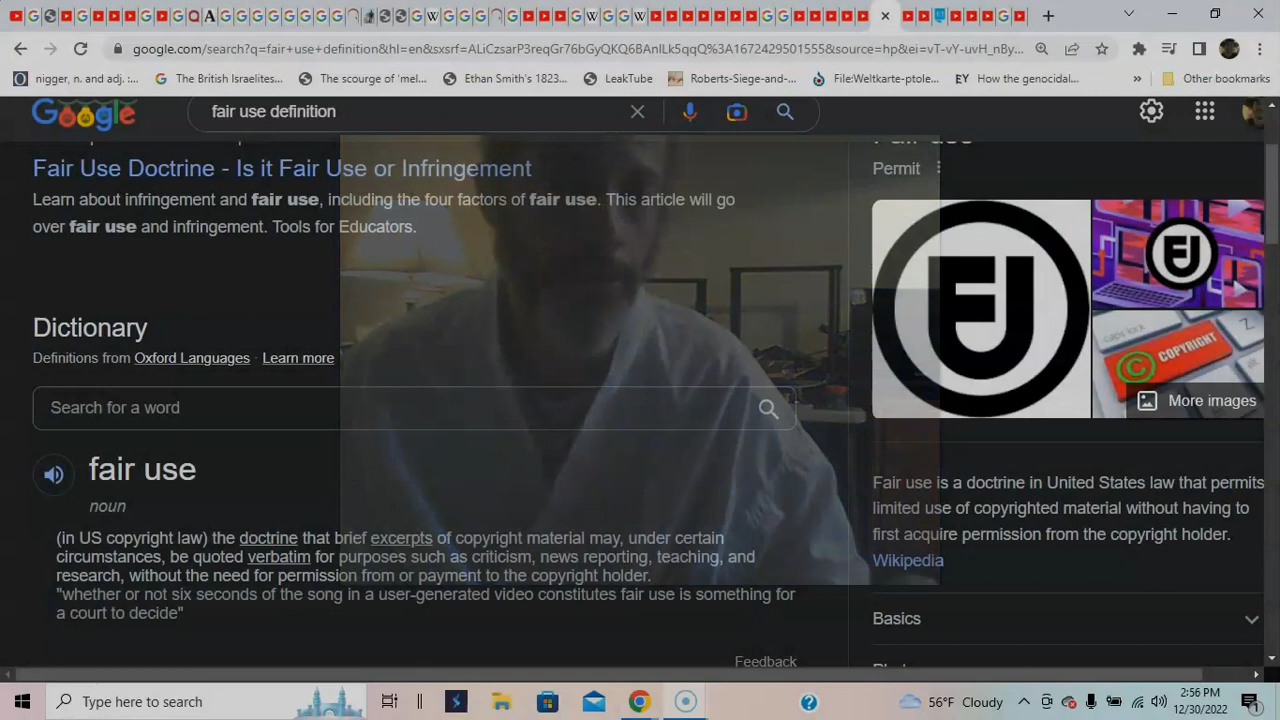 google.com/search?q=fair+use+definition&hl=en&sxsrf=ALiCzsarP3reqGr76bGyQKQ6BAnILk5qqQ%3A1672429501555&source=hp&ei=vT-vY-uvH_nBy...
nigger, n. and adj. :...
The British Israelites...
The scourge of 'mel...
Ethan Smith's 1823...
LeakTube
Roberts-Siege-and-...
File:Weltkarte-ptole...
EY How the genocidal...
»
Other bookmarks
Google
fair use definition
Fair Use Doctrine - Is it Fair Use or Infringement
Learn about infringement and fair use, including the four factors of fair use. This article will go
over fair use and infringement. Tools for Educators.
Dictionary
Definitions from Oxford Languages · Learn more
Search for a word
fair use
noun
(in US copyright law) the doctrine that brief excerpts of copyright material may, under certain
circumstances, be quoted verbatim for purposes such as criticism, news reporting, teaching, and
research, without the need for permission from or payment to the copyright holder.
"whether or not six seconds of the song in a user-generated video constitutes fair use is something for
a court to decide"
Feedback
Permit
caps lock
COPYRIGHT
More images
Fair use is a doctrine in United States law that permits
limited use of copyrighted material without having to
first acquire permission from the copyright holder.
Wikipedia
Basics
Type here to search
56°F Cloudy
2:56 PM
12/30/2022